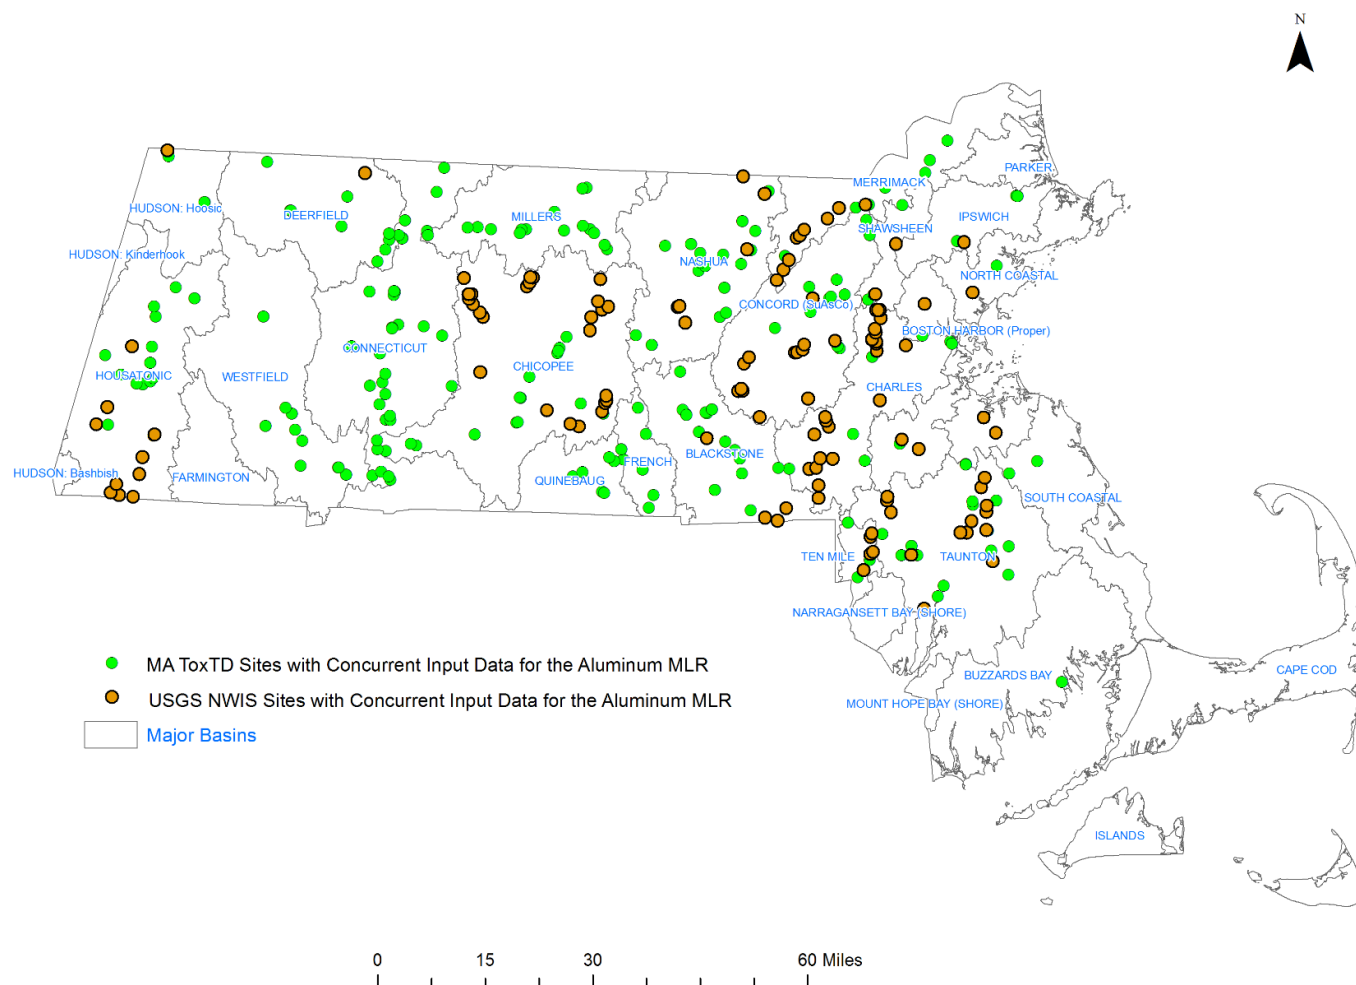 N
PARKER
MERRIMACK
HUDSON: Hoosic
DEERFIELD
MILLERS
IPSWICH
SHAWSHEEN
HUDSON: Kinderhook
NASHUA
NORTH COASTAL
CONCORD (SuAsCo)
BOSTON HARBOR (Proper)
CONNECTICUT
CHICOPEE
HOUSATONIC
WESTFIELD
CHARLES
BLACKSTONE
FRENCH
HUDSON: Bashbish
FARMINGTON
QUINEBAUG
SOUTH COASTAL
TEN MILE
TAUNTON
NARRAGANSETT BAY (SHORE)
MA ToxTD Sites with Concurrent Input Data for the Aluminum MLR
BUZZARDS BAY
CAPE COD
USGS NWIS Sites with Concurrent Input Data for the Aluminum MLR
MOUNT HOPE BAY (SHORE)
Major Basins
ISLANDS
0 15 30 60 Miles